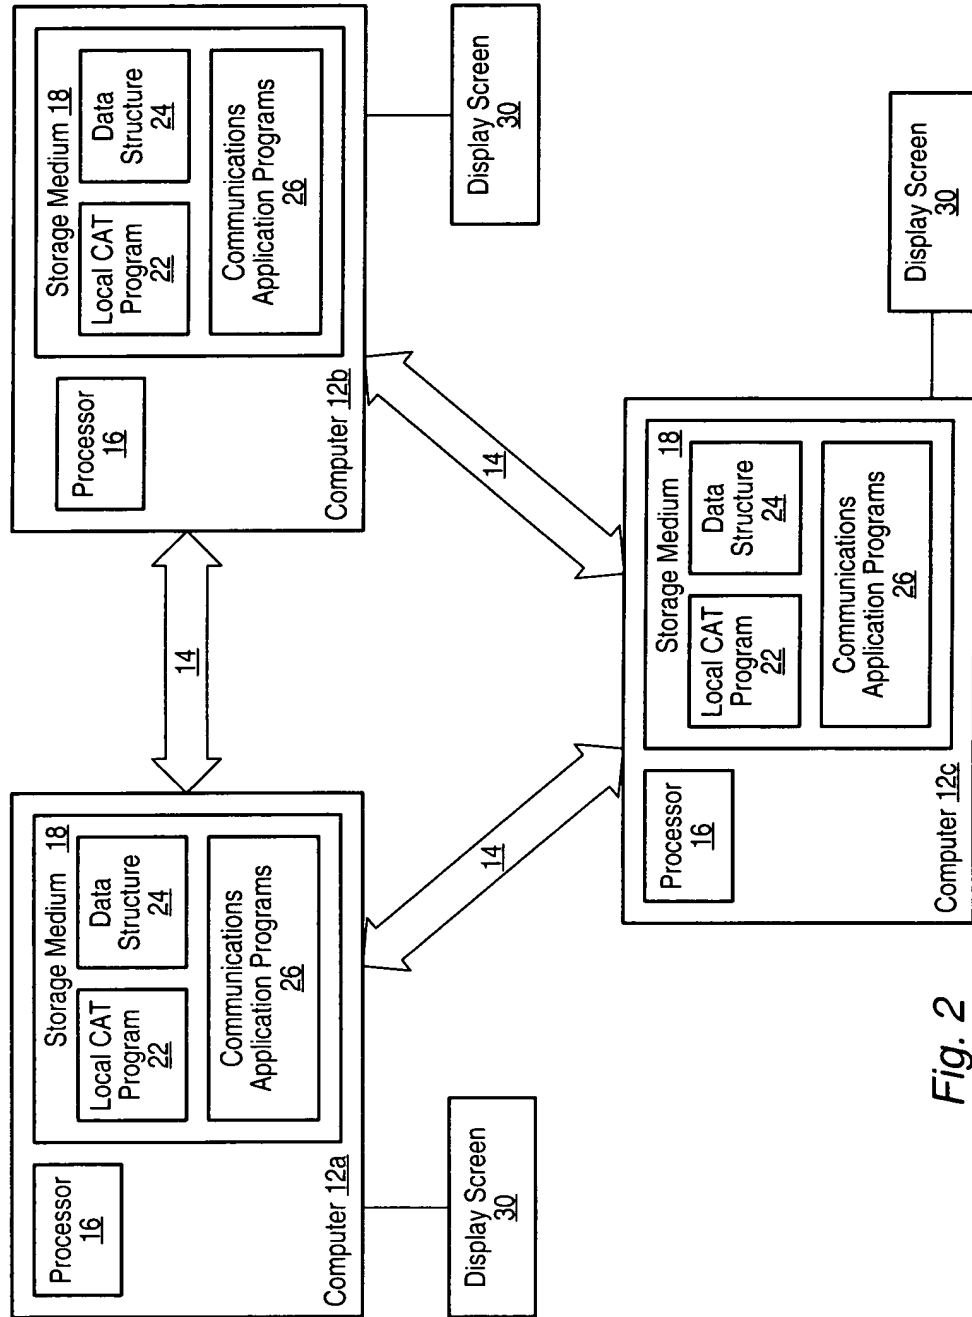 Processor
16
Storage Medium 18
Local CAT
Program
22
Data
Structure
24
Communications
Application Programs
26
Computer 12a
Display Screen
30
14
Processor
16
Storage Medium 18
Local CAT
Program
22
Data
Structure
24
Communications
Application Programs
26
Computer 12b
Display Screen
30
14
14
Processor
16
Storage Medium 18
Local CAT
Program
22
Data
Structure
24
Communications
Application Programs
26
Computer 12c
Display Screen
30
Fig. 2